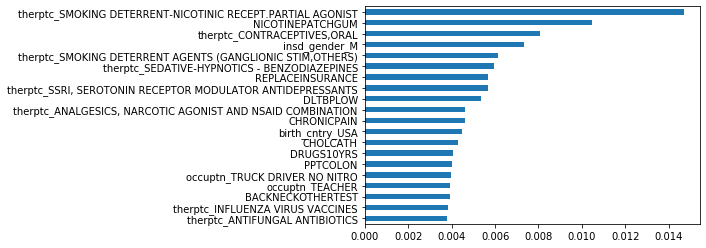 therptc_SMOKING DETERRENT-NICOTINIC RECEPT.PARTIAL AGONIST
NICOTINEPATCHGUM
therptc_CONTRACEPTIVES,ORAL
insd_gender_M
therptc_SMOKING DETERRENT AGENTS (GANGLIONIC STIM,OTHERS)
therptc_SEDATIVE-HYPNOTICS - BENZODIAZEPINES
REPLACEINSURANCE
therptc_SSRI, SEROTONIN RECEPTOR MODULATOR ANTIDEPRESSANTS
DLTBPLOW
therptc_ANALGESICS, NARCOTIC AGONIST AND NSAID COMBINATION
CHRONICPAIN
birth_cntry_USA
CHOLCATH
DRUGS10YRS
PPTCOLON
occuptn_TRUCK DRIVER NO NITRO
occuptn_TEACHER
BACKNECKOTHERTEST
therptc_INFLUENZA VIRUS VACCINES
therptc_ANTIFUNGAL ANTIBIOTICS
0.000 0.002 0.004 0.006 0.008 0.010 0.012 0.014